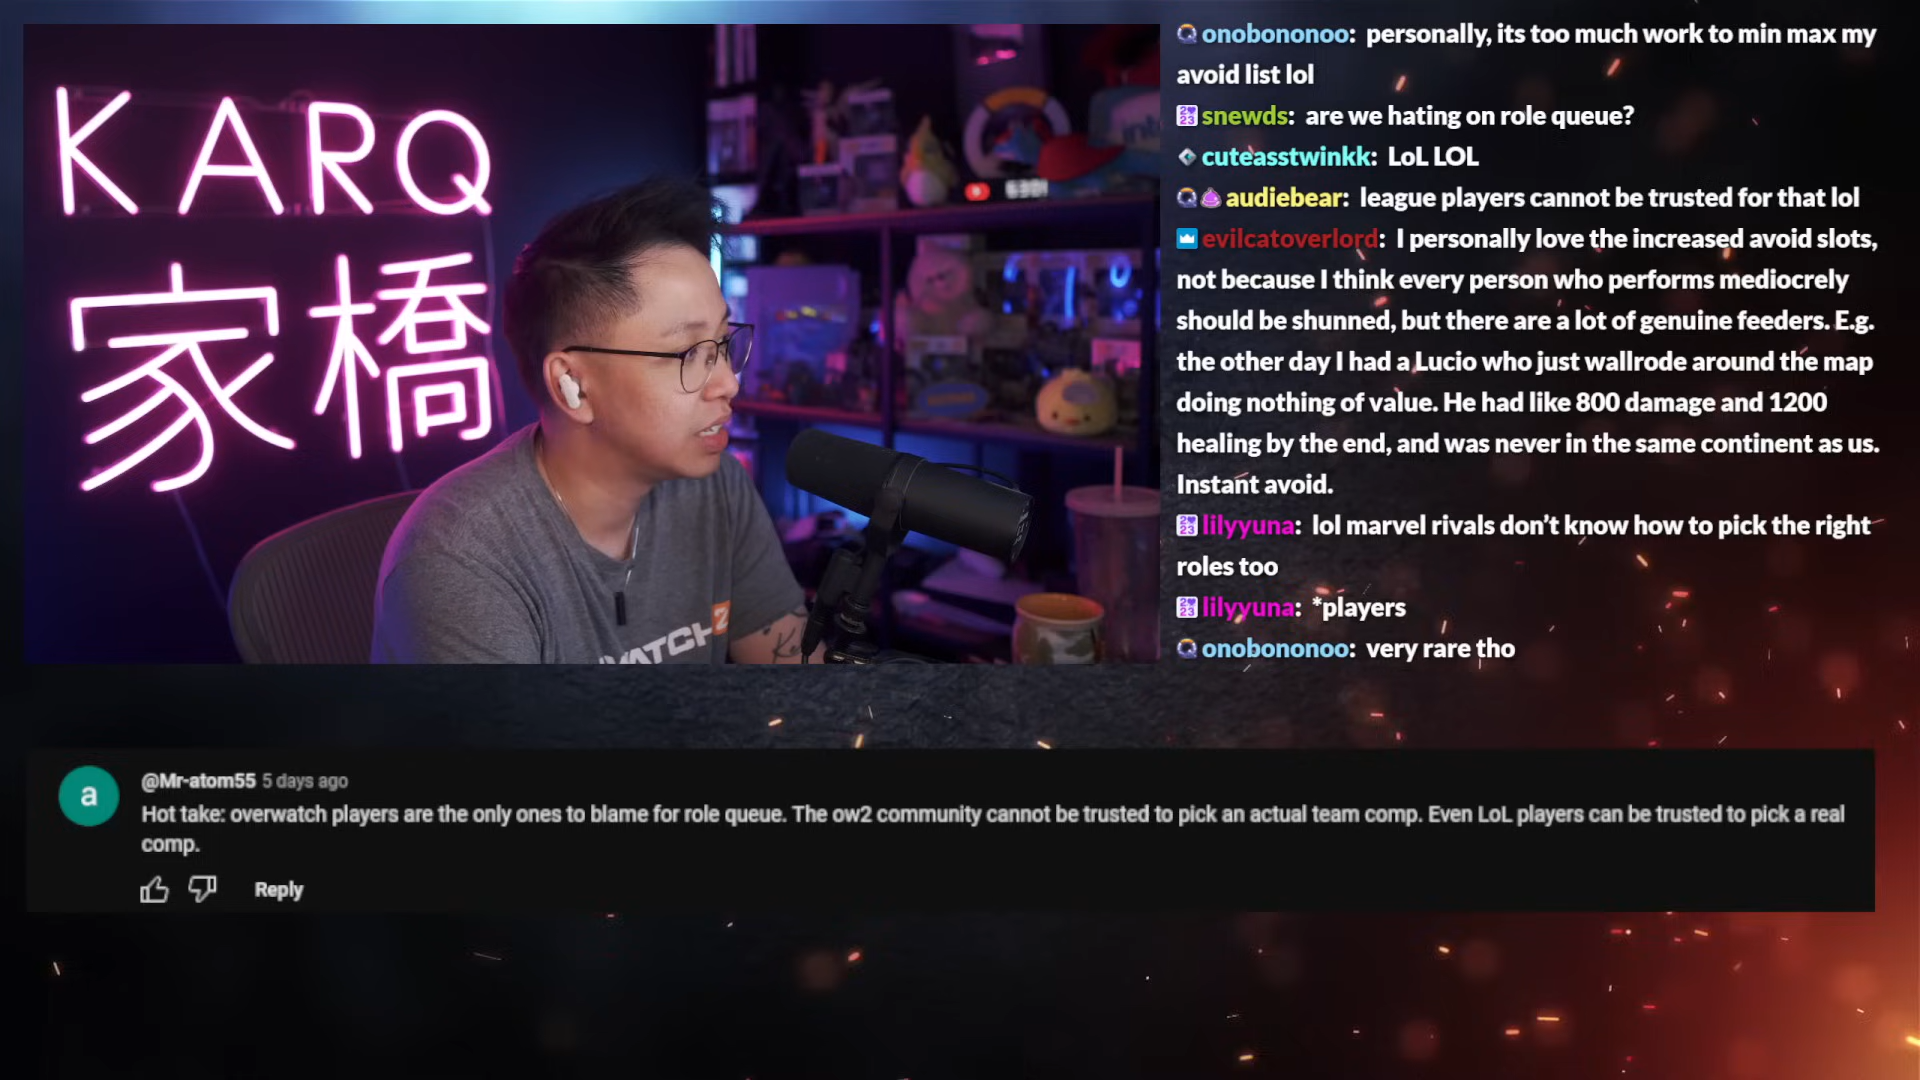 KARQ
家橋
onobononoo: personally, its too much work to min max my
avoid list lol
snewds: are we hating on role queue?
cuteasstwinkk: LoL LOL
audiebear: league players cannot be trusted for that lol
evilcatoverlord: I personally love the increased avoid slots,
not because I think every person who performs mediocrely
should be shunned, but there are a lot of genuine feeders. E.g.
the other day I had a Lucio who just wallrode around the map
doing nothing of value. He had like 800 damage and 1200
healing by the end, and was never in the same continent as us.
Instant avoid.
lilyyuna: lol marvel rivals don't know how to pick the right
roles too
lilyyuna: *players
onobononoo: very rare tho
@Mr-atom55 5 days ago
Hot take: overwatch players are the only ones to blame for role queue. The ow2 community cannot be trusted to pick an actual team comp. Even LoL players can be trusted to pick a real
comp.
Reply
a